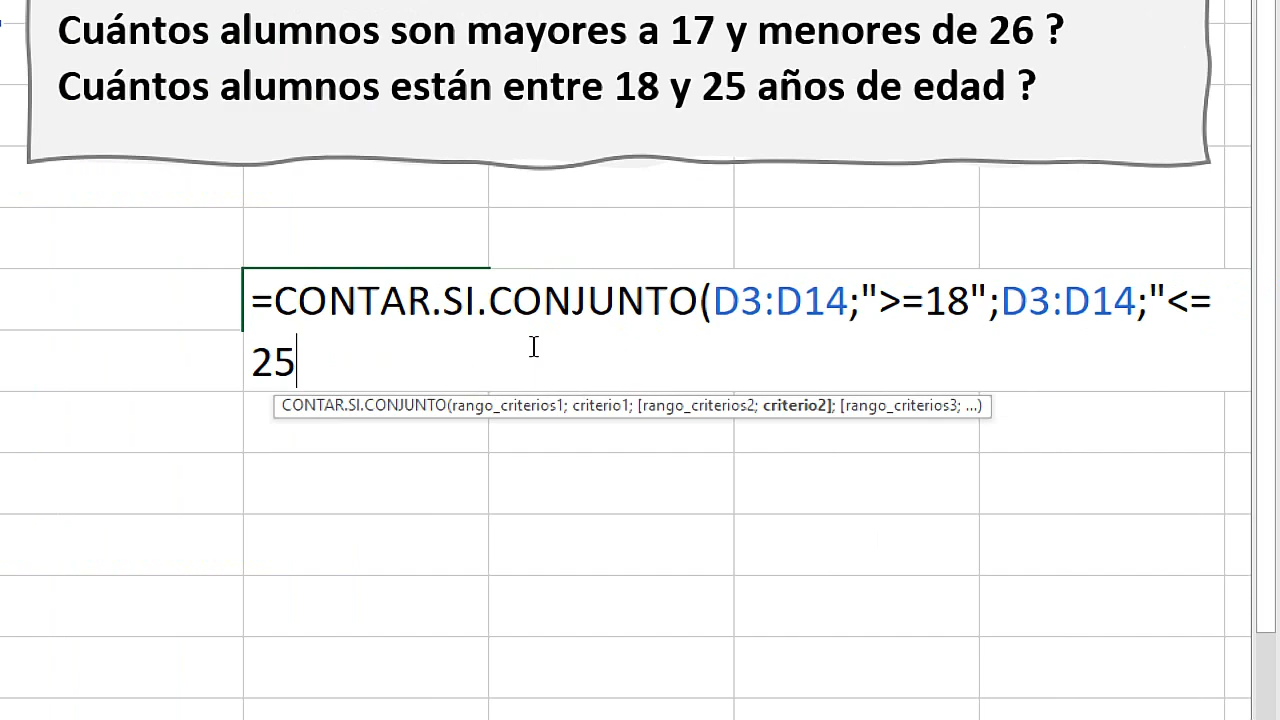 Cuántos alumnos son mayores a 17 y menores de 26 ?
Cuántos alumnos están entre 18 y 25 años de edad ?
=CONTAR.SI.CONJUNTO(D3:D14;">=18";D3:D14;"<=
25
CONTAR.SI.CONJUNTO(rango_criterios1; criterio1; [rango_criterios2; criterio2]; [rango_criterios3; ...)